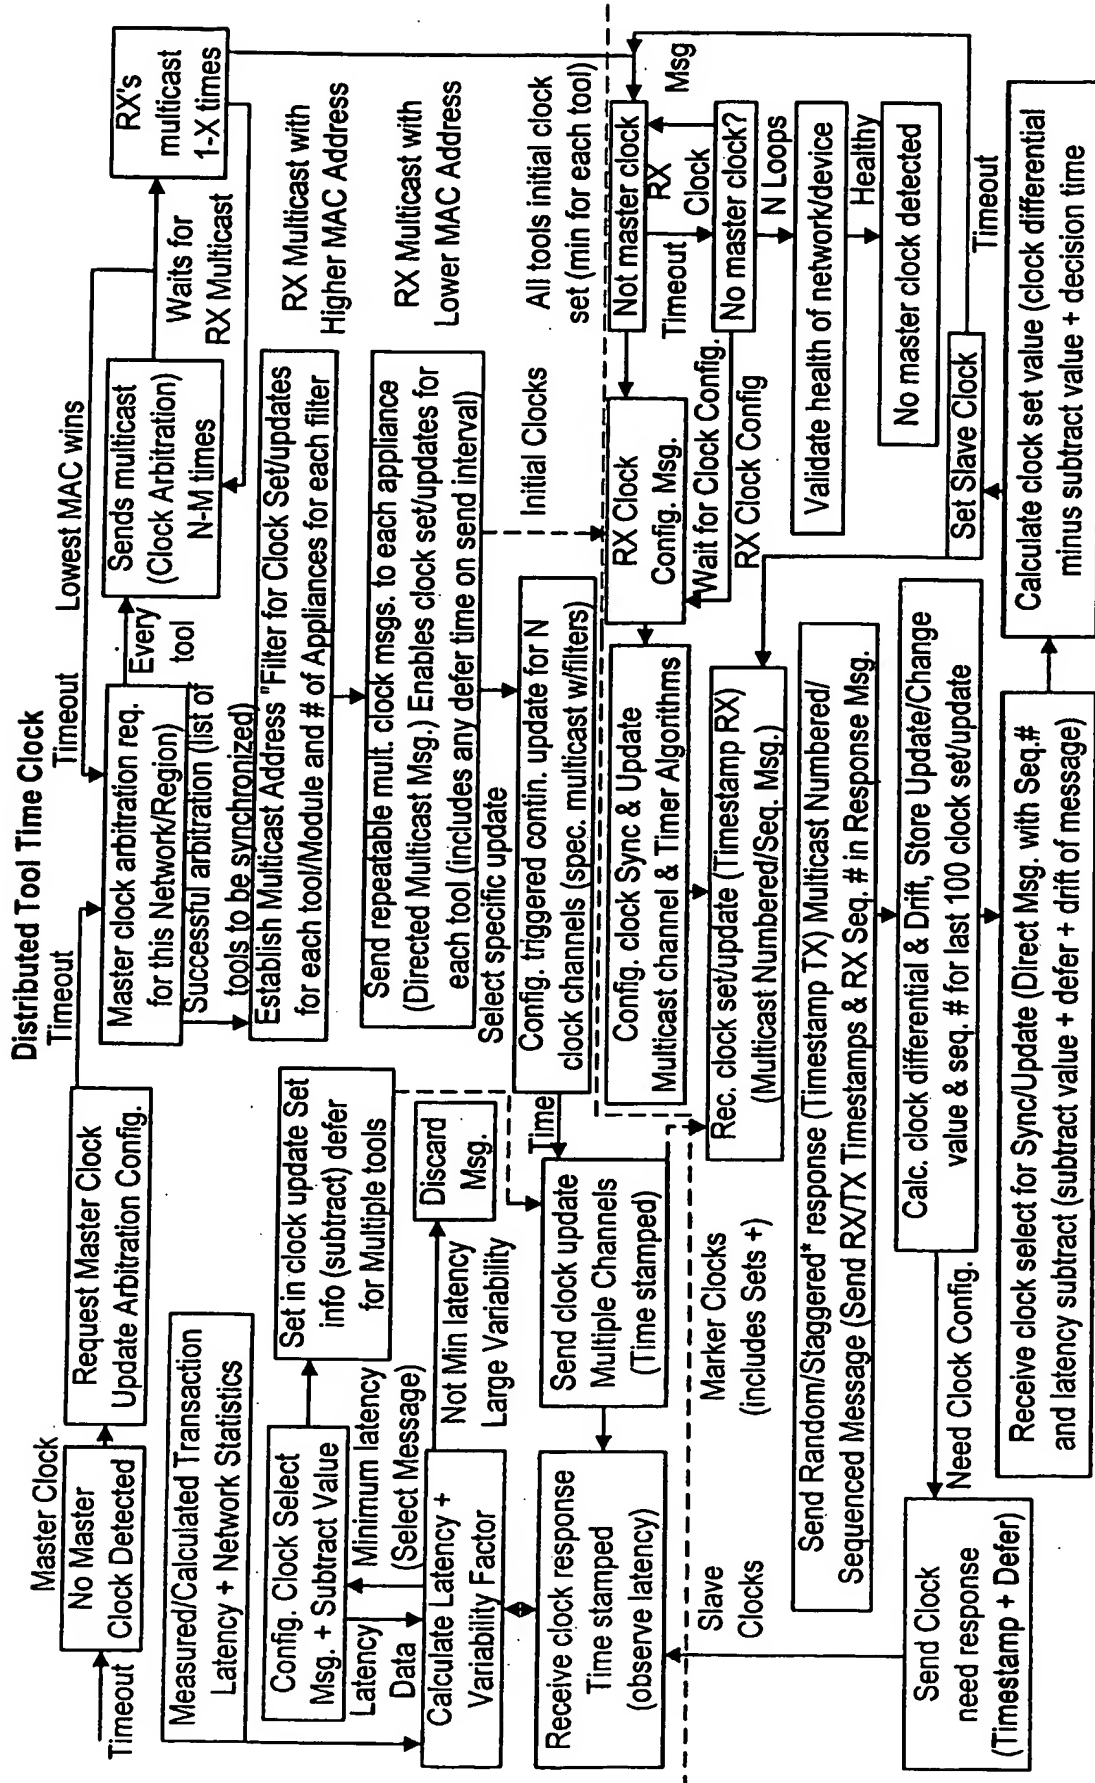 Distributed Tool Time Clock
Master Clock
Timeout
No Master
Clock Detected
Request Master Clock
Update Arbitration Config.
Timeout
Master clock arbitration req.
for this Network/Region
Timeout
Lowest MAC wins
Every
tool
Sends multicast
(Clock Arbitration)
N-M times
Waits for
RX Multicast
RX's
multicast
1-X times
Successful arbitration (list of
tools to be synchronized)
Establish Multicast Address "Filter for Clock Set/updates
for each tool/Module and # of Appliances for each filter
RX Multicast with
Higher MAC Address
Send repeatable mult. clock msgs. to each appliance
(Directed Multicast Msg.) Enables clock set/updates for
each tool (includes any defer time on send interval)
RX Multicast with
Lower MAC Address
Select specific update
Initial Clocks
All tools initial clock
set (min for each tool)
Config. triggered contin. update for N
clock channels (spec. multicast w/filters)
Measured/Calculated Transaction
Latency + Network Statistics
Config. Clock Select
Msg. + Subtract Value
Set in clock update Set
info (subtract) defer
for Multiple tools
Latency
Data
Minimum latency
(Select Message)
Calculate Latency +
Variability Factor
Not Min latency
Large Variability
Discard
Msg.
Time
Send clock update
Multiple Channels
(Time stamped)
Receive clock response
Time stamped
(observe latency)
Not master clock
Msg
Timeout
RX
Clock
No master clock?
N Loops
Validate health of network/device
Healthy
No master clock detected
RX Clock
Config. Msg.
Wait for Clock Config.
RX Clock Config
Config. clock Sync & Update
Multicast channel & Timer Algorithms
Rec. clock set/update (Timestamp RX)
(Multicast Numbered/Seq. Msg.)
Marker Clocks
(includes Sets +)
Slave
Clocks
Send Random/Staggered* response (Timestamp TX) Multicast Numbered/
Sequenced Message (Send RX/TX Timestamps & RX Seq. # in Response Msg.
Calc. clock differential & Drift, Store Update/Change
value & seq. # for last 100 clock set/update
Need Clock Config.
Send Clock
need response
(Timestamp + Defer)
Receive clock select for Sync/Update (Direct Msg. with Seq.#
and latency subtract (subtract value + defer + drift of message)
Calculate clock set value (clock differential
minus subtract value + decision time
Set Slave Clock
Timeout